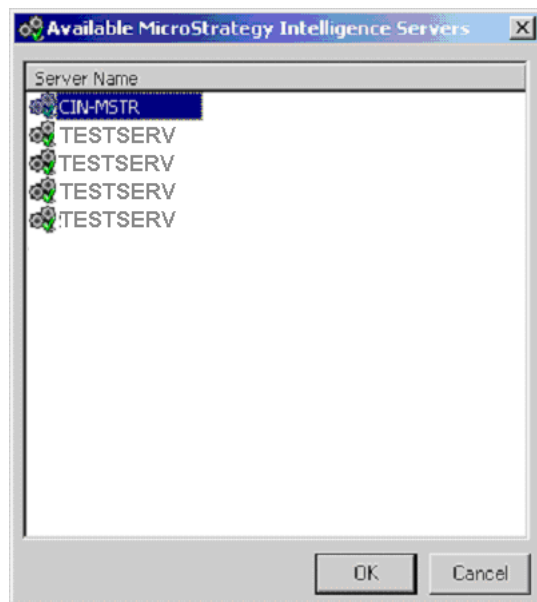 Available MicroStrategy Intelligence Servers
Server Name
CIN-MSTR
TESTSERV
TESTSERV
TESTSERV
TESTSERV
OK Cancel